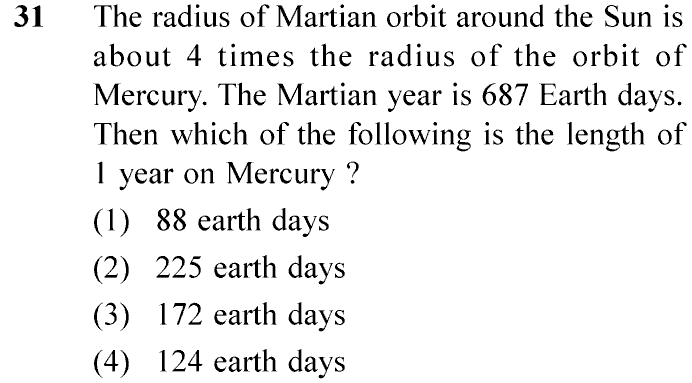 31 The radius of Martian orbit around the Sun is
about 4 times the radius of the orbit of
Mercury. The Martian year is 687 Earth days.
Then which of the following is the length of
1 year on Mercury ?
(1) 88 earth days
(2) 225 earth days
(3) 172 earth days
(4) 124 earth days